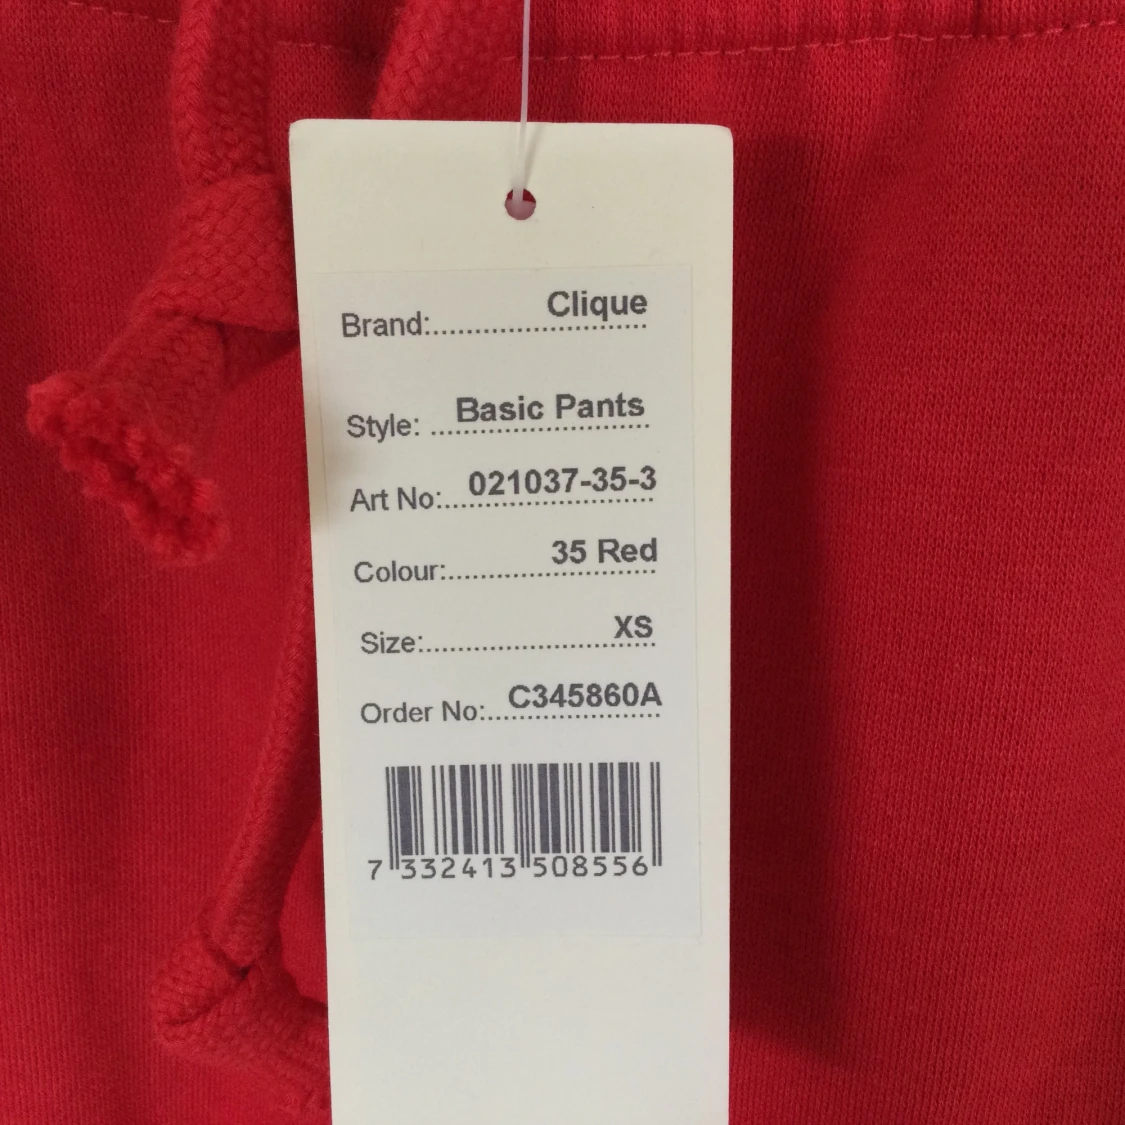 Brand:.......................... Clique
Style: .......................... Basic Pants
Art No:.......................... 021037-35-3
Colour:.......................... 35 Red
Size:.......................... XS
Order No:.......................... C345860A
7 332413 508556